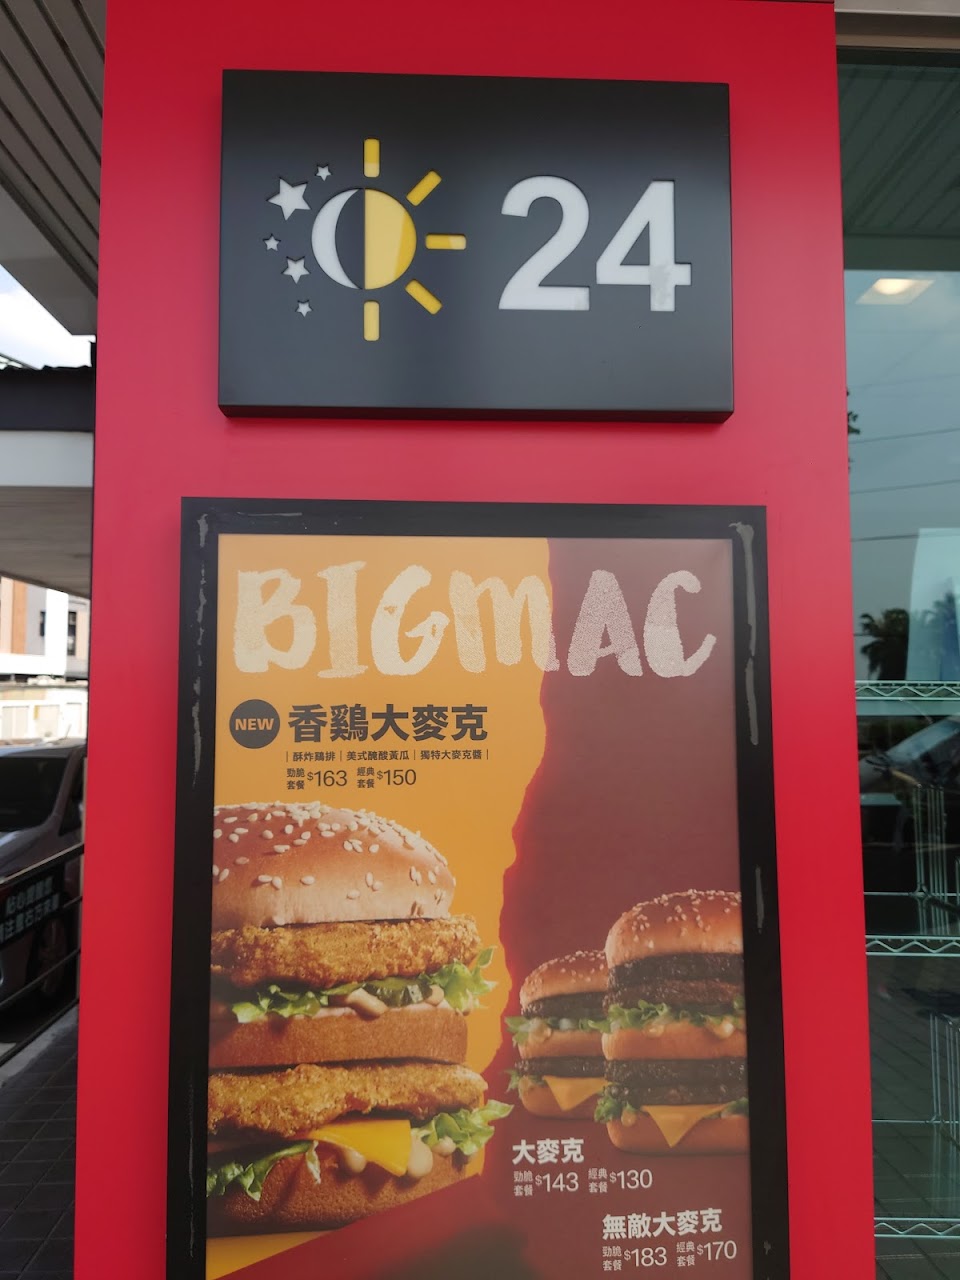 24
BIGMAC
NEW 香鷄大麥克
|酥炸鷄排|美式醃酸黃瓜|獨特大麥克醬|
勁脆套餐 $163 經典套餐 $150
大麥克
勁脆套餐 $143 經典套餐 $130
無敵大麥克
勁脆套餐 $183 經典套餐 $170